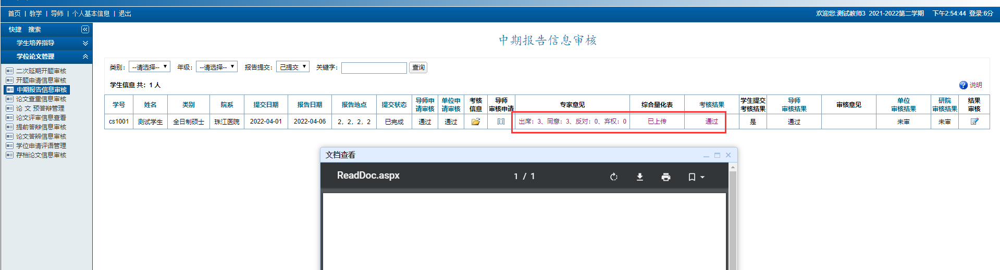 首页 | 教学 | 导师 | 个人基本信息 | 退出
欢迎您:测试教师3 2021-2022第二学期 下午2:54:44 登录:6分
快捷 搜索
学生培养指导
学位论文管理
二次延期开题审核
开题申请信息审核
中期报告信息审核
论文查重信息审核
论 文 预答辩管理
论文评审信息查看
提前答辩信息审核
论文答辩信息审核
学位申请评语管理
存档论文信息审核
中期报告信息审核
类别: --请选择-- 年级: --请选择-- 报告提交: 已提交 关键字: 查询
学生信息 共: 1 人
说明
学号 姓名 类别 院系 提交日期 报告日期 报告地点 提交状态 导师申请审核 单位申请审核 考核信息 导师审核申请 专家意见 综合量化表 考核结果 学生提交考核结果 导师审核结果 审核意见 单位审核结果 研院审核结果 结果审核
cs1001 测试学生 全日制硕士 珠江医院 2022-04-01 2022-04-06 2, 2, 2, 2 已完成 通过 通过 出席: 3、同意: 3、反对: 0、弃权: 0 已上传 通过 是 通过 未审 未审
文档查看
ReadDoc.aspx
1 / 1